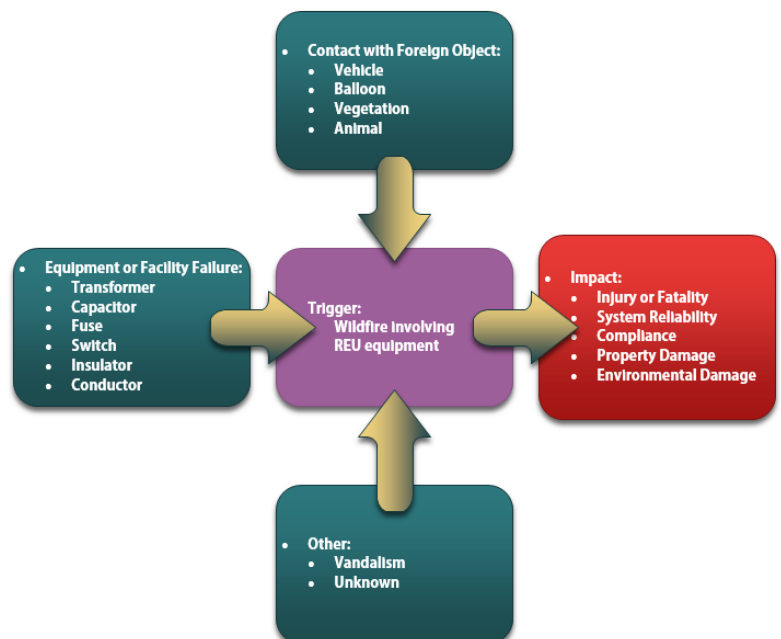 • Contact with Foreign Object:
• Vehicle
• Balloon
• Vegetation
• Animal
• Equipment or Facility Failure:
• Transformer
• Capacitor
• Fuse
• Switch
• Insulator
• Conductor
Trigger:
Wildfire involving
REU equipment
• Impact:
• Injury or Fatality
• System Reliability
• Compliance
• Property Damage
• Environmental Damage
• Other:
• Vandalism
• Unknown